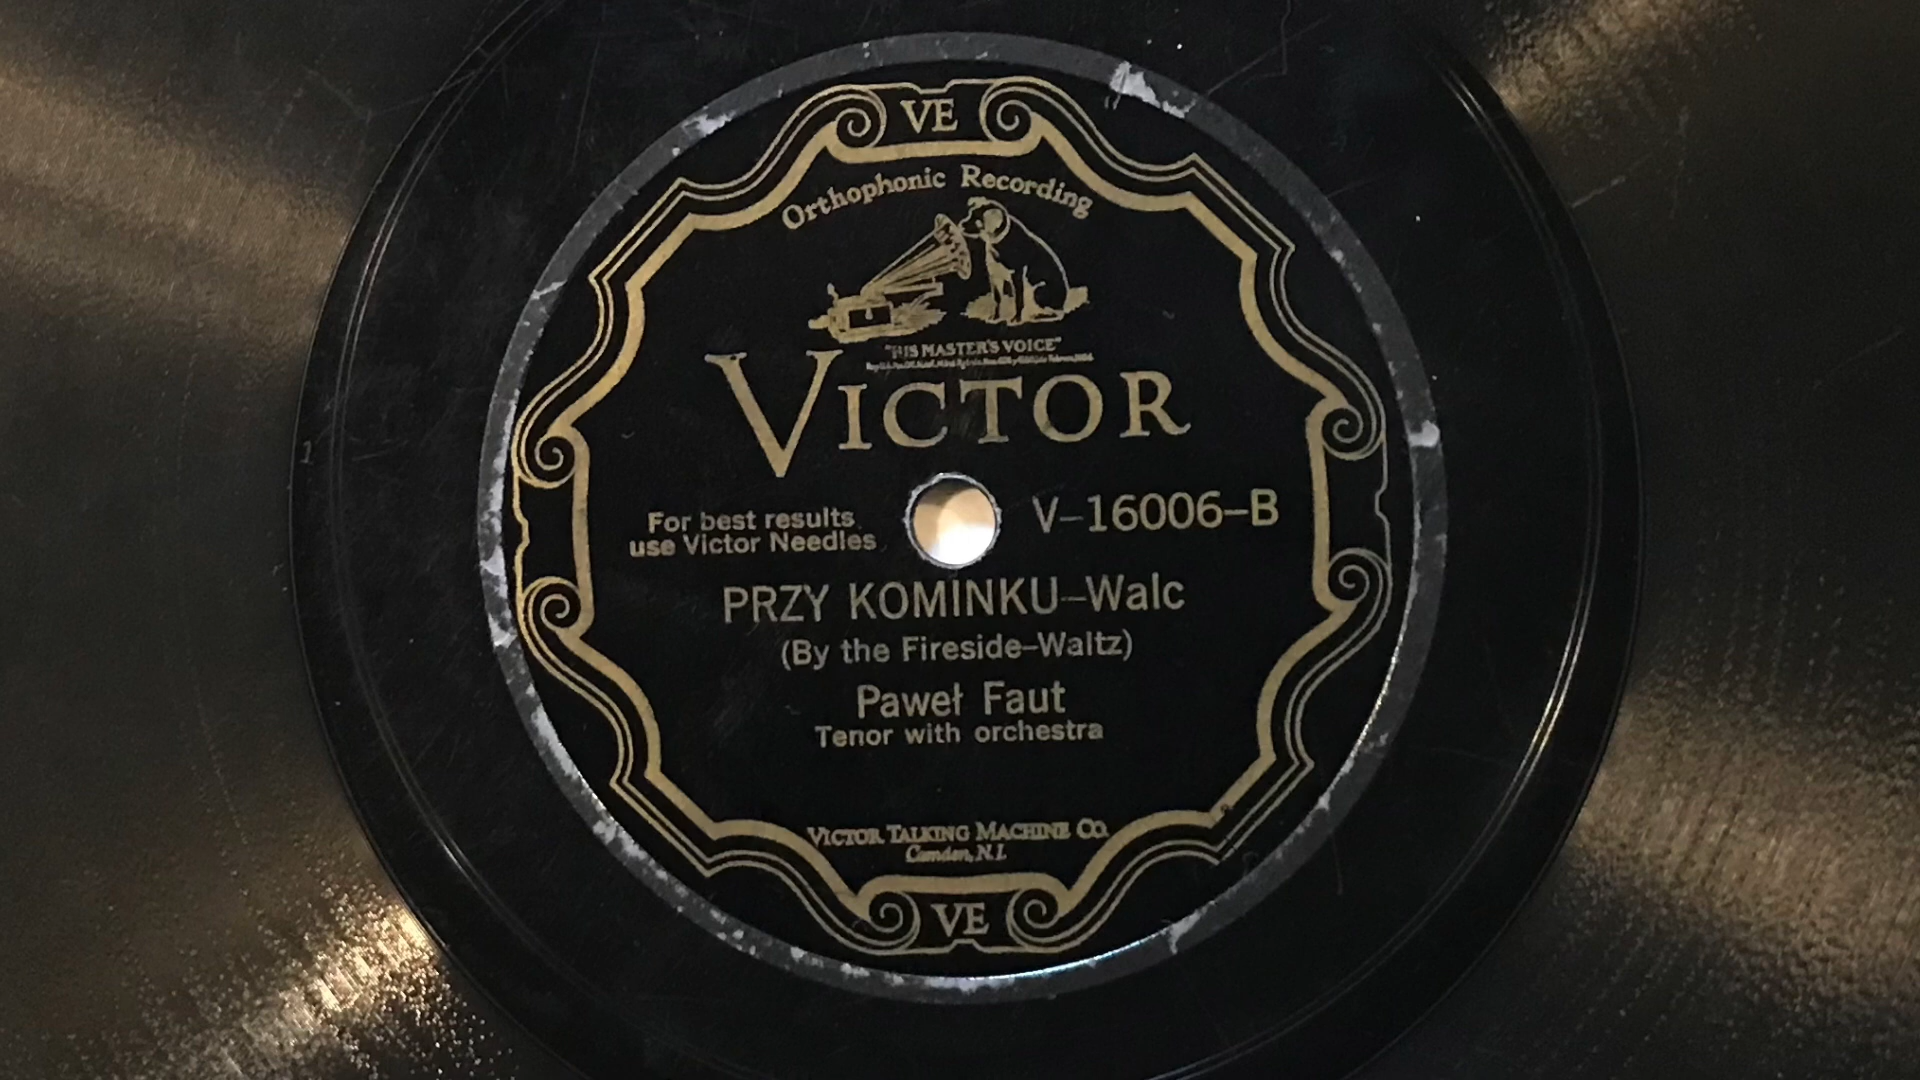 VE
Orthophonic Recording
"HIS MASTER'S VOICE"
VICTOR
For best results
use Victor Needles
V-16006-B
PRZY KOMINKU-Walc
(By the Fireside-Waltz)
Paweł Faut
Tenor with orchestra
VICTOR TALKING MACHINE CO.
Camden, N.J.
VE